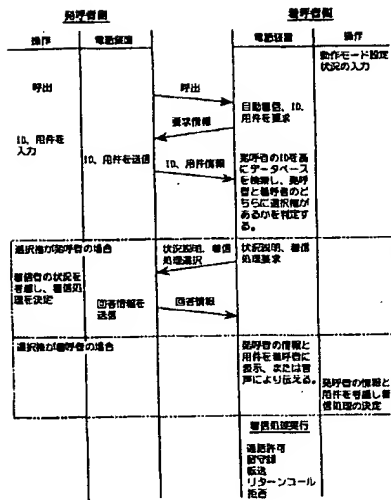 発呼者側
着呼者側
操作
電話装置
電話装置
操作
動作モード設定
状況の入力
呼出
呼出
自動着信、ID、
用件を要求
要求情報
ID、用件を
入力
ID、用件を送信
ID、用件情報
発呼者のIDを基
にデータベース
を検索し、発呼
者と着呼者のど
ちらに選択権が
あるかを判定す
る。
選択権が発呼者の場合
状況説明、着信
処理選択
状況説明、着信
処理要求
着信者の状況を
考慮し、着信処
理を決定
回答情報を
送信
回答情報
選択権が着呼者の場合
発呼者の情報と
用件を着呼者に
表示、または音
声により伝える。
発呼者の情報と
用件を考慮し着
信処理の決定
着信処理実行
通話許可
留守録
転送
リターンコール
拒否